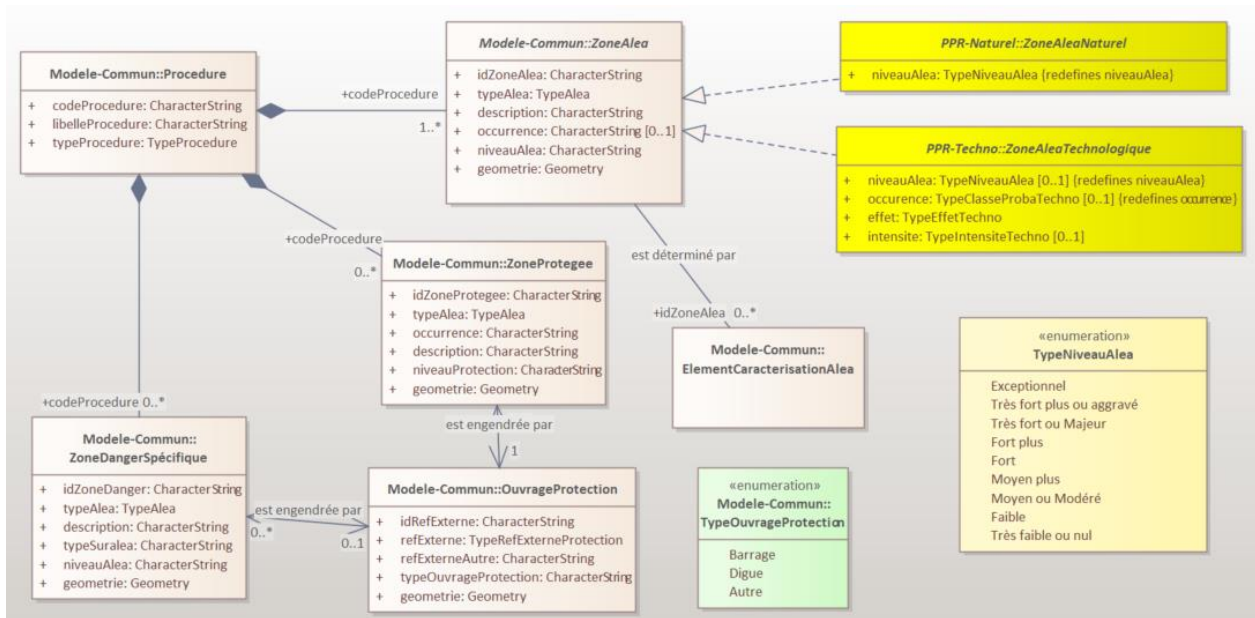 Modele-Commun::Procedure
+ codeProcedure: CharacterString
+ libelleProcedure: CharacterString
+ typeProcedure: TypeProcedure
+codeProcedure
1..*
Modele-Commun::ZoneAlea
+ idZoneAlea: CharacterString
+ typeAlea: TypeAlea
+ description: CharacterString
+ occurrence: CharacterString [0..1]
+ niveauAlea: CharacterString
+ geometrie: Geometry
PPR-Naturel::ZoneAleaNaturel
+ niveauAlea: TypeNiveauAlea {redefines niveauAlea}
PPR-Techno::ZoneAleaTechnologique
+ niveauAlea: TypeNiveauAlea [0..1] {redefines niveauAlea}
+ occurence: TypeClasseProbaTechno [0..1] {redefines occurrence}
+ effet: TypeEffetTechno
+ intensite: TypeIntensiteTechno [0..1]
+codeProcedure
0..*
Modele-Commun::ZoneProtegee
+ idZoneProtegee: CharacterString
+ typeAlea: TypeAlea
+ occurrence: CharacterString
+ description: CharacterString
+ niveauProtection: CharacterString
+ geometrie: Geometry
est déterminé par
+idZoneAlea 0..*
Modele-Commun::
ElementCaracterisationAlea
«enumeration»
TypeNiveauAlea
Exceptionnel
Très fort plus ou aggravé
Très fort ou Majeur
Fort plus
Fort
Moyen plus
Moyen ou Modéré
Faible
Très faible ou nul
+codeProcedure 0..*
Modele-Commun::
ZoneDangerSpécifique
+ idZoneDanger: CharacterString
+ typeAlea: TypeAlea
+ description: CharacterString
+ typeSuralea: CharacterString
+ niveauAlea: CharacterString
+ geometrie: Geometry
est engendrée par
0..*
0..1
est engendrée par
1
Modele-Commun::OuvrageProtection
+ idRefExterne: CharacterString
+ refExterne: TypeRefExterneProtection
+ refExterneAutre: CharacterString
+ typeOuvrageProtection: CharacterString
+ geometrie: Geometry
«enumeration»
Modele-Commun::
TypeOuvrageProtection
Barrage
Digue
Autre